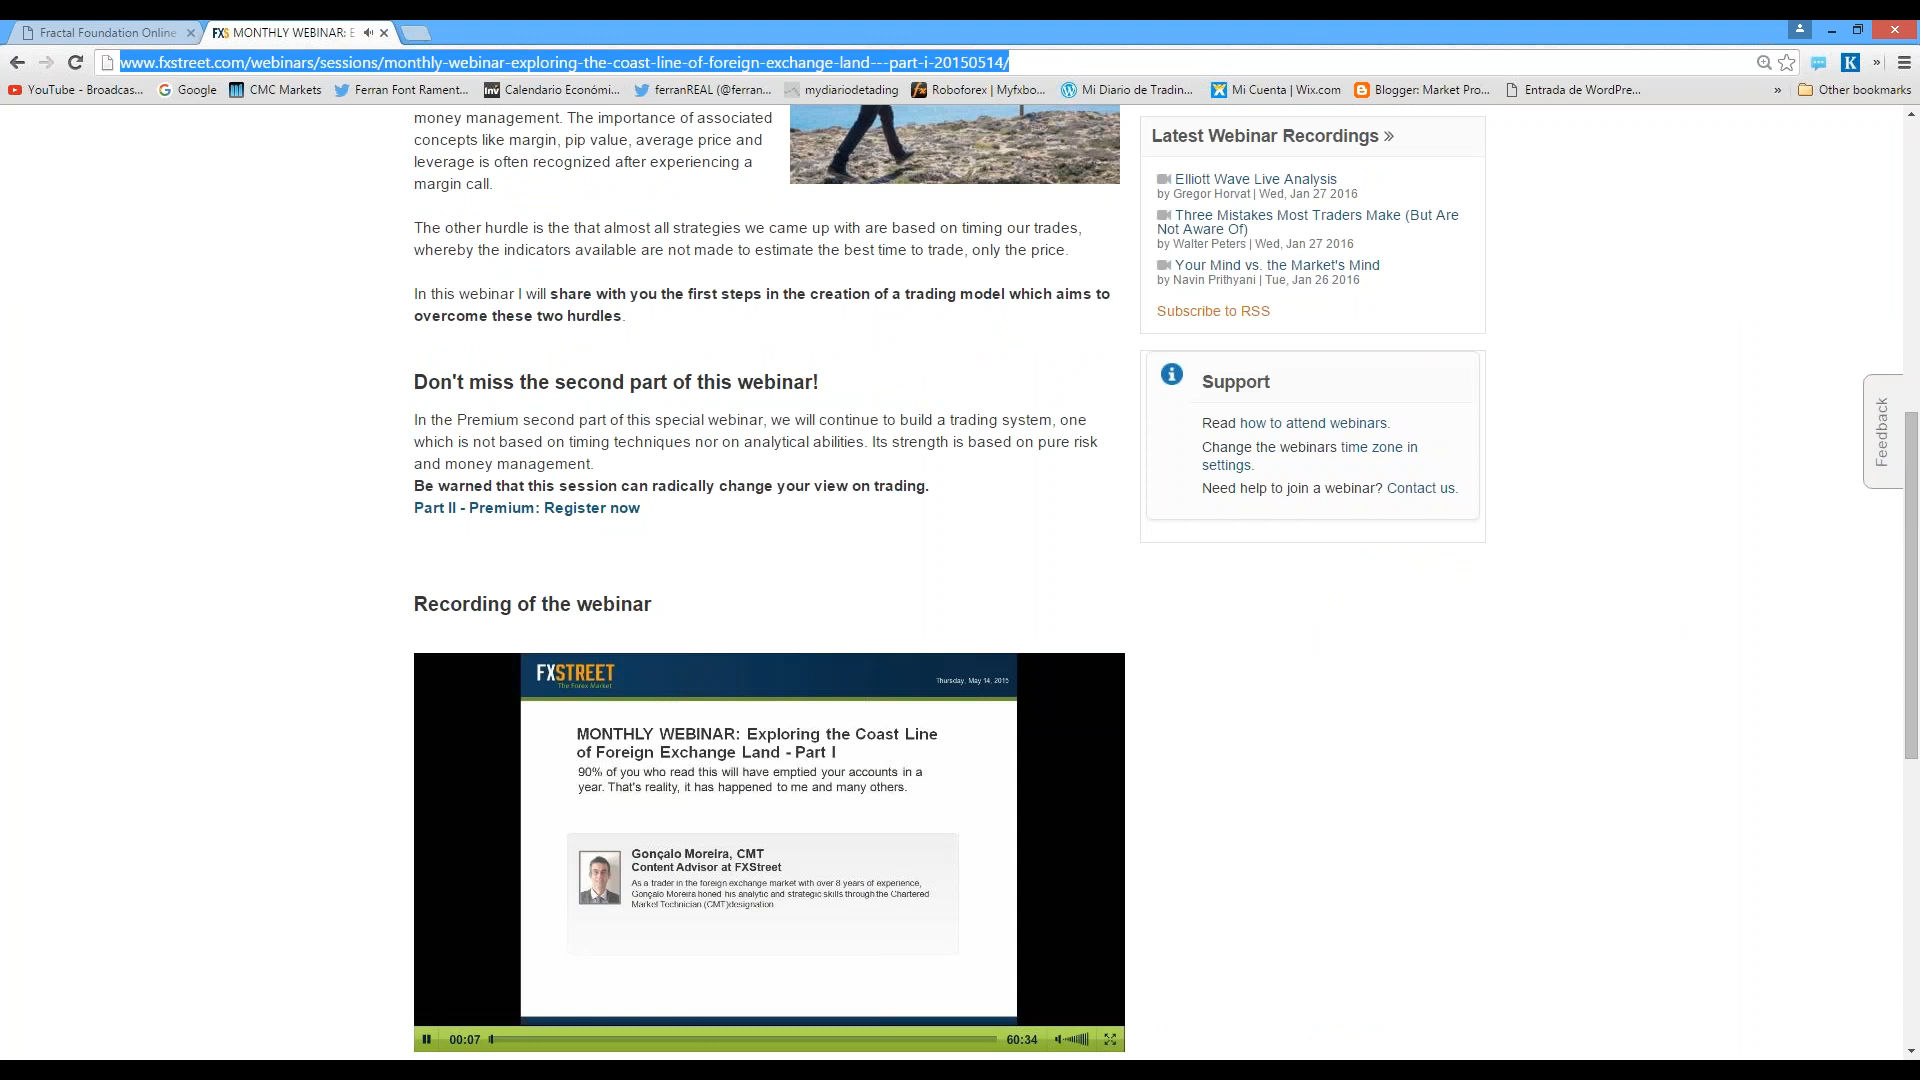 Fractal Foundation Online
FXS MONTHLY WEBINAR: E
www.fxstreet.com/webinars/sessions/monthly-webinar-exploring-the-coast-line-of-foreign-exchange-land---part-i-20150514/
YouTube - Broadcas...
Google
CMC Markets
Ferran Font Rament...
Inv Calendario Económi...
ferranREAL (@ferran...
mydiariodetading
Roboforex | Myfxbo...
Mi Diario de Tradin...
Mi Cuenta | Wix.com
Blogger: Market Pro...
Entrada de WordPre...
»
Other bookmarks
money management. The importance of associated
concepts like margin, pip value, average price and
leverage is often recognized after experiencing a
margin call.
The other hurdle is the that almost all strategies we came up with are based on timing our trades,
whereby the indicators available are not made to estimate the best time to trade, only the price.
In this webinar I will share with you the first steps in the creation of a trading model which aims to
overcome these two hurdles.
Don't miss the second part of this webinar!
In the Premium second part of this special webinar, we will continue to build a trading system, one
which is not based on timing techniques nor on analytical abilities. Its strength is based on pure risk
and money management.
Be warned that this session can radically change your view on trading.
Part II - Premium: Register now
Recording of the webinar
FXSTREET
The Forex Market
Thursday, May 14, 2015
MONTHLY WEBINAR: Exploring the Coast Line
of Foreign Exchange Land - Part I
90% of you who read this will have emptied your accounts in a
year. That's reality, it has happened to me and many others.
Gonçalo Moreira, CMT
Content Advisor at FXStreet
As a trader in the foreign exchange market with over 8 years of experience,
Gonçalo Moreira honed his analytic and strategic skills through the Chartered
Market Technician (CMT)designation
00:07
60:34
Latest Webinar Recordings »
Elliott Wave Live Analysis
by Gregor Horvat | Wed, Jan 27 2016
Three Mistakes Most Traders Make (But Are
Not Aware Of)
by Walter Peters | Wed, Jan 27 2016
Your Mind vs. the Market's Mind
by Navin Prithyani | Tue, Jan 26 2016
Subscribe to RSS
Support
Read how to attend webinars.
Change the webinars time zone in
settings.
Need help to join a webinar? Contact us.
Feedback